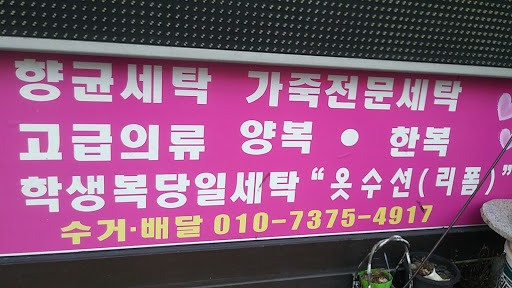 향균세탁 가죽전문세탁
고급의류 양복 • 한복
학생복당일세탁 “옷수선(리폼)”
수거·배달 010-7375-4917